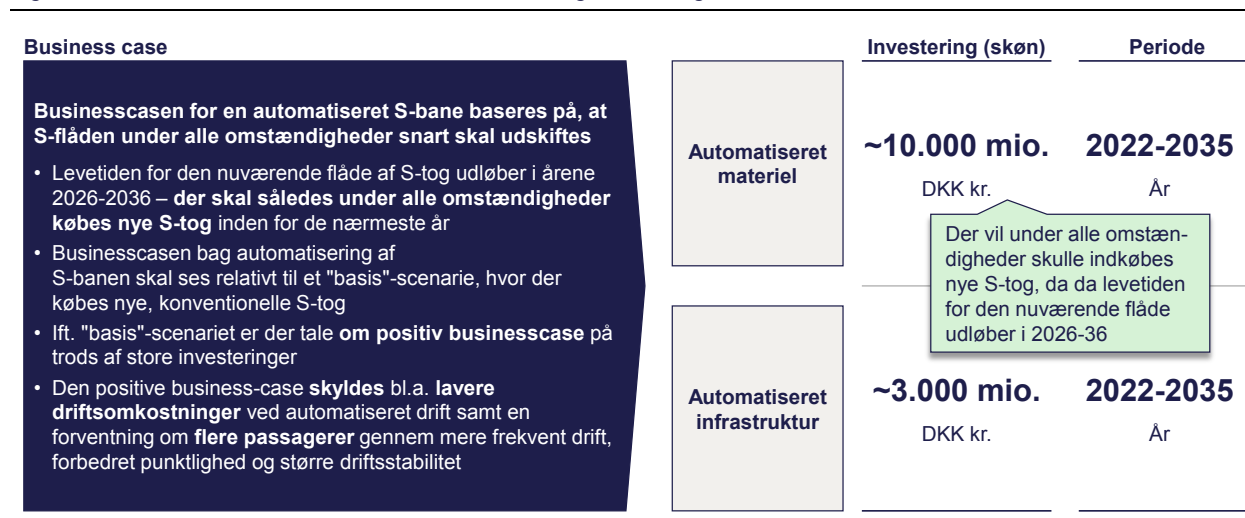 Business case
Investering (skøn)
Periode
Businesscasen for en automatiseret S-bane baseres på, at
S-flåden under alle omstændigheder snart skal udskiftes
• Levetiden for den nuværende flåde af S-tog udløber i årene
2026-2036 – der skal således under alle omstændigheder
købes nye S-tog inden for de nærmeste år
• Businesscasen bag automatisering af
S-banen skal ses relativt til et "basis"-scenarie, hvor der
købes nye, konventionelle S-tog
• Ift. "basis"-scenariet er der tale om positiv businesscase på
trods af store investeringer
• Den positive business-case skyldes bl.a. lavere
driftsomkostninger ved automatiseret drift samt en
forventning om flere passagerer gennem mere frekvent drift,
forbedret punktlighed og større driftsstabilitet
Automatiseret
materiel
~10.000 mio.
DKK kr.
2022-2035
År
Der vil under alle omstæn-
digheder skulle indkøbes
nye S-tog, da da levetiden
for den nuværende flåde
udløber i 2026-36
Automatiseret
infrastruktur
~3.000 mio.
DKK kr.
2022-2035
År